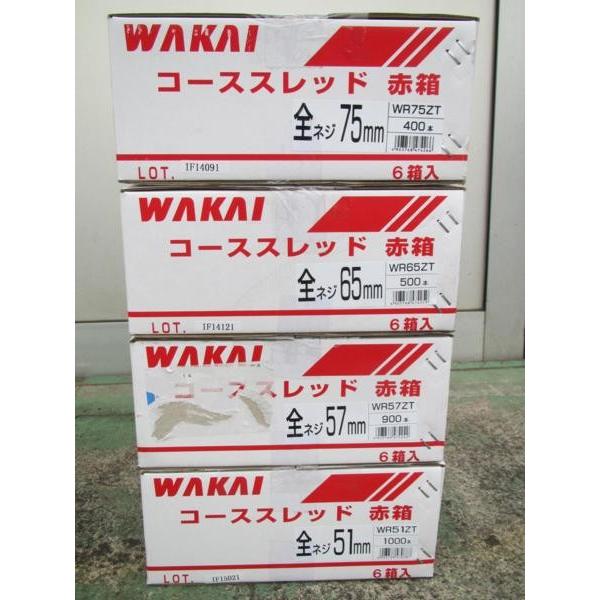 WAKAI
コーススレッド 赤箱
全ネジ 75mm WR75ZT
400本
LOT. IF14091 6箱入
WAKAI
コーススレッド 赤箱
全ネジ 65mm WR65ZT
500本
LOT. IF14121 6箱入
WAKAI
コーススレッド 赤箱
全ネジ 57mm WR57ZT
900本
6箱入
WAKAI
コーススレッド 赤箱
全ネジ 51mm WR51ZT
1000本
LOT. IF15021 6箱入